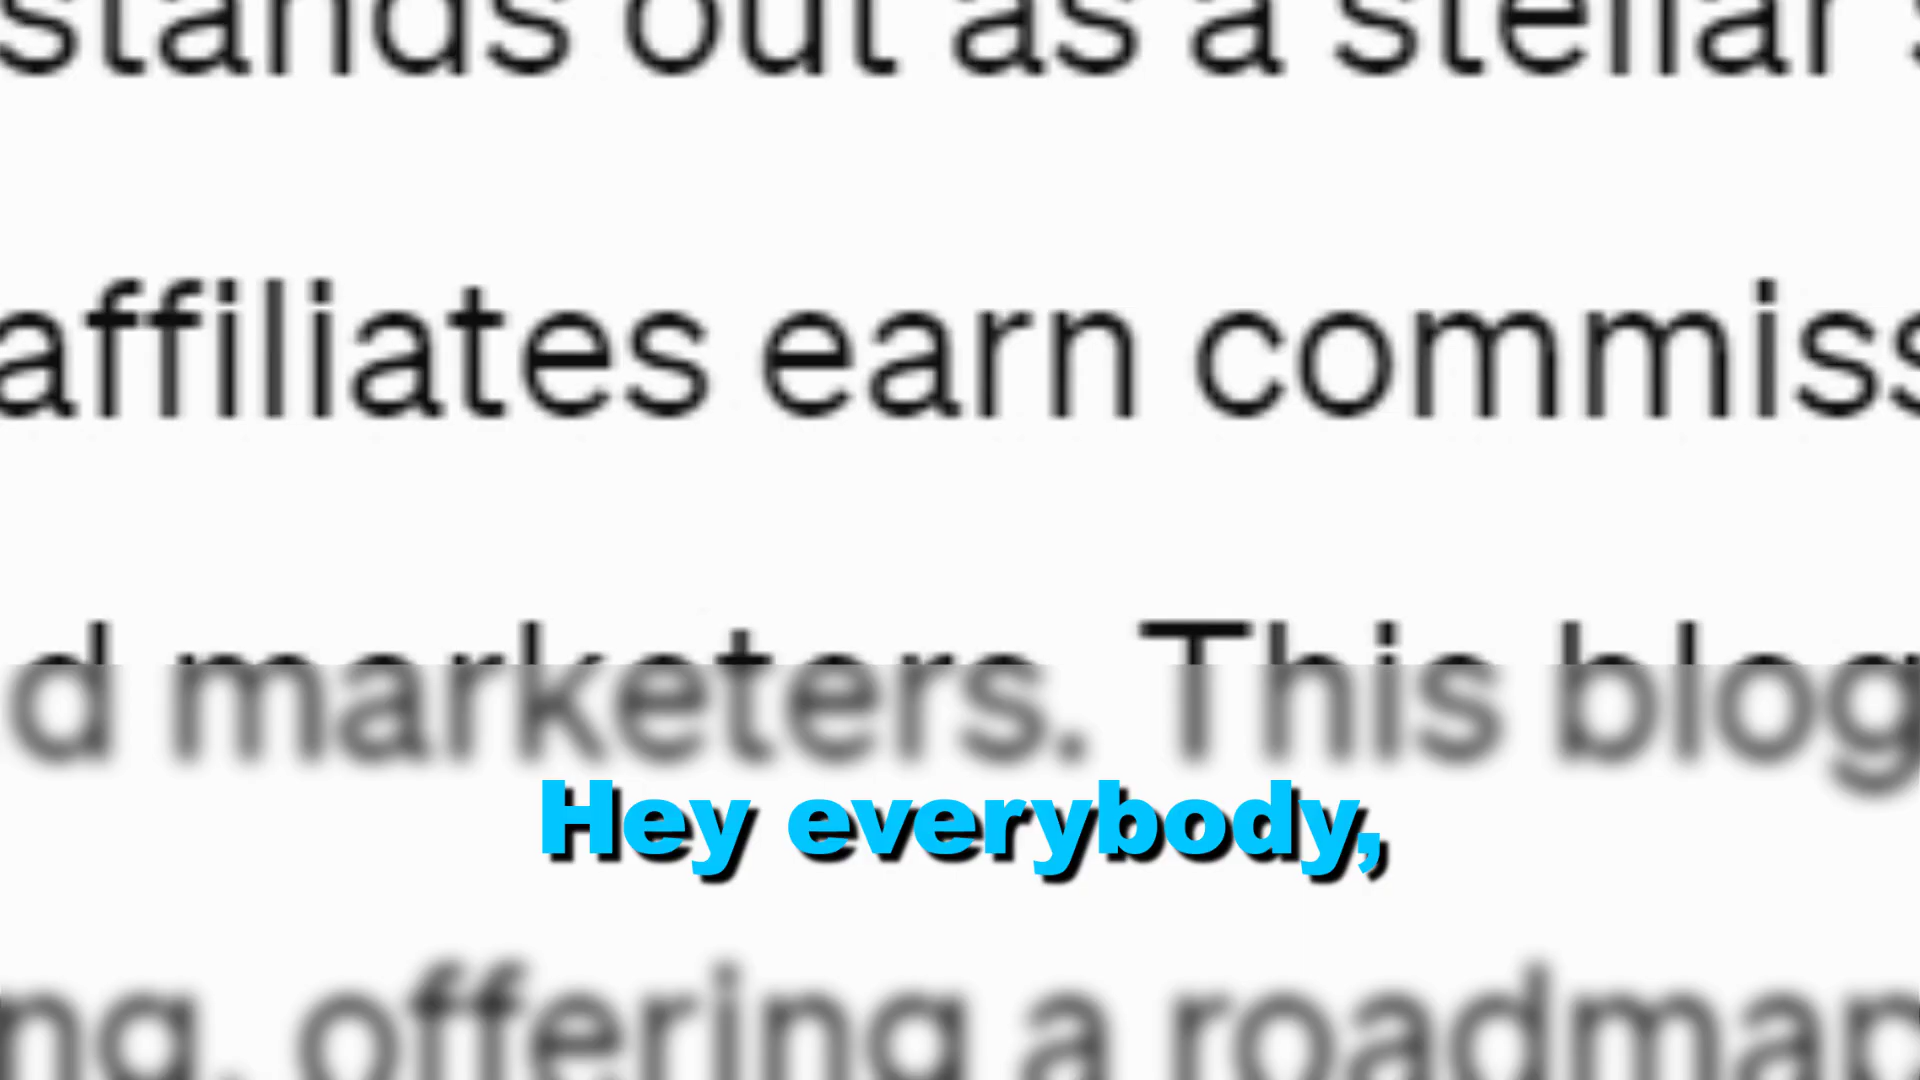 stands out as a stellar
affiliates earn commiss
d marketers. This blog
Hey everybody,
ng, offering a roadmap